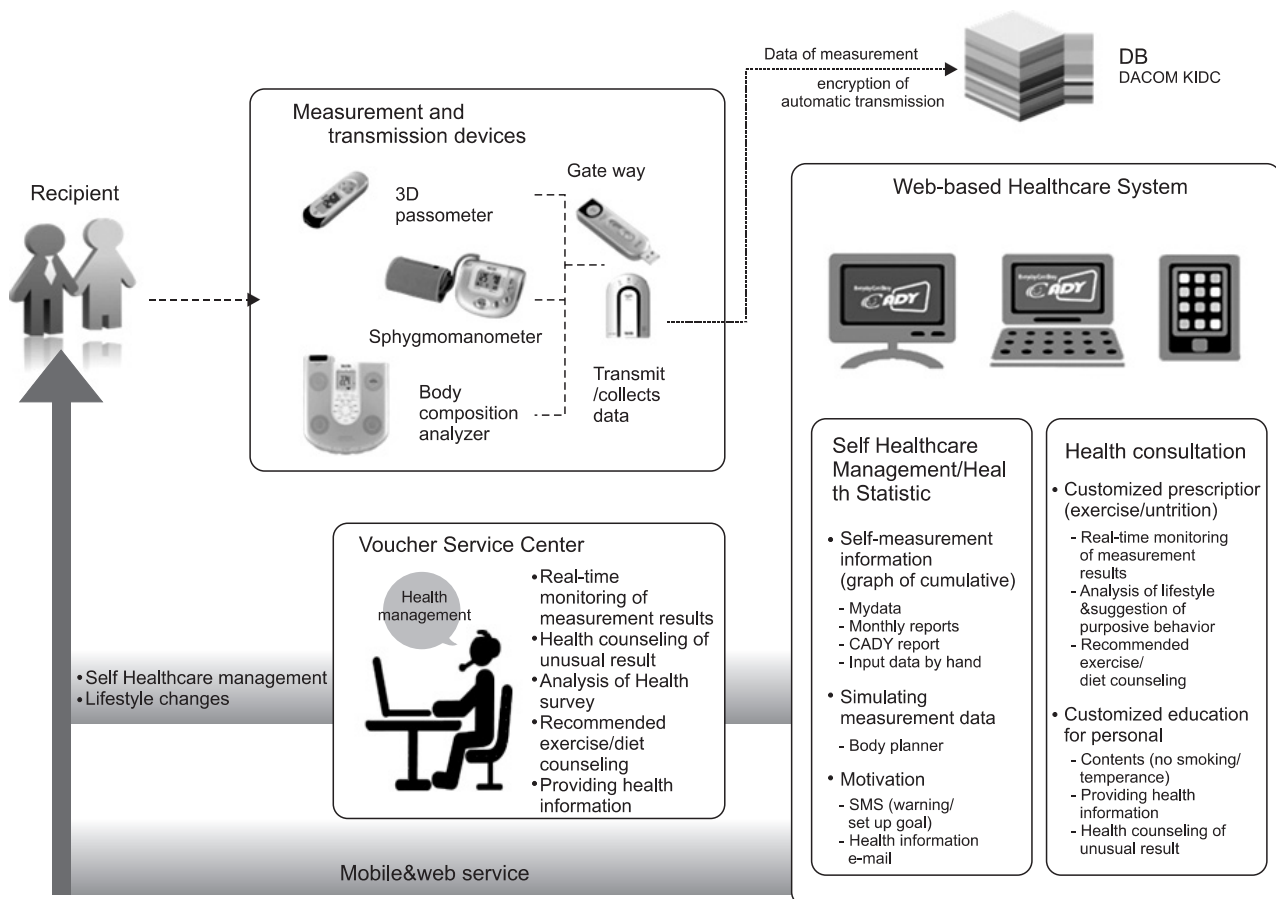 Data of measurement
encryption of
automatic transmission
DB
DACOM KIDC
Measurement and
transmission devices
Gate way
3D
passometer
Sphygmomanometer
Body
composition
analyzer
Transmit
/collects
data
Recipient
Web-based Healthcare System
CADY
CADY
Self Healthcare
Management/Heal
th Statistic
• Self-measurement
information
(graph of cumulative)
- Mydata
- Monthly reports
- CADY report
- Input data by hand
• Simulating
measurement data
- Body planner
• Motivation
- SMS (warning/
set up goal)
- Health information
e-mail
Health consultation
• Customized prescriptior
(exercise/untrition)
- Real-time monitoring
of measurement
results
- Analysis of lifestyle
&suggestion of
purposive behavior
- Recommended
exercise/
diet counseling
• Customized education
for personal
- Contents (no smoking/
temperance)
- Providing health
information
- Health counseling of
unusual result
Voucher Service Center
Health
management
•Real-time
monitoring of
measurement results
•Health counseling of
unusual result
•Analysis of Health
survey
•Recommended
exercise/diet
counseling
•Providing health
information
•Self Healthcare management
•Lifestyle changes
Mobile&web service